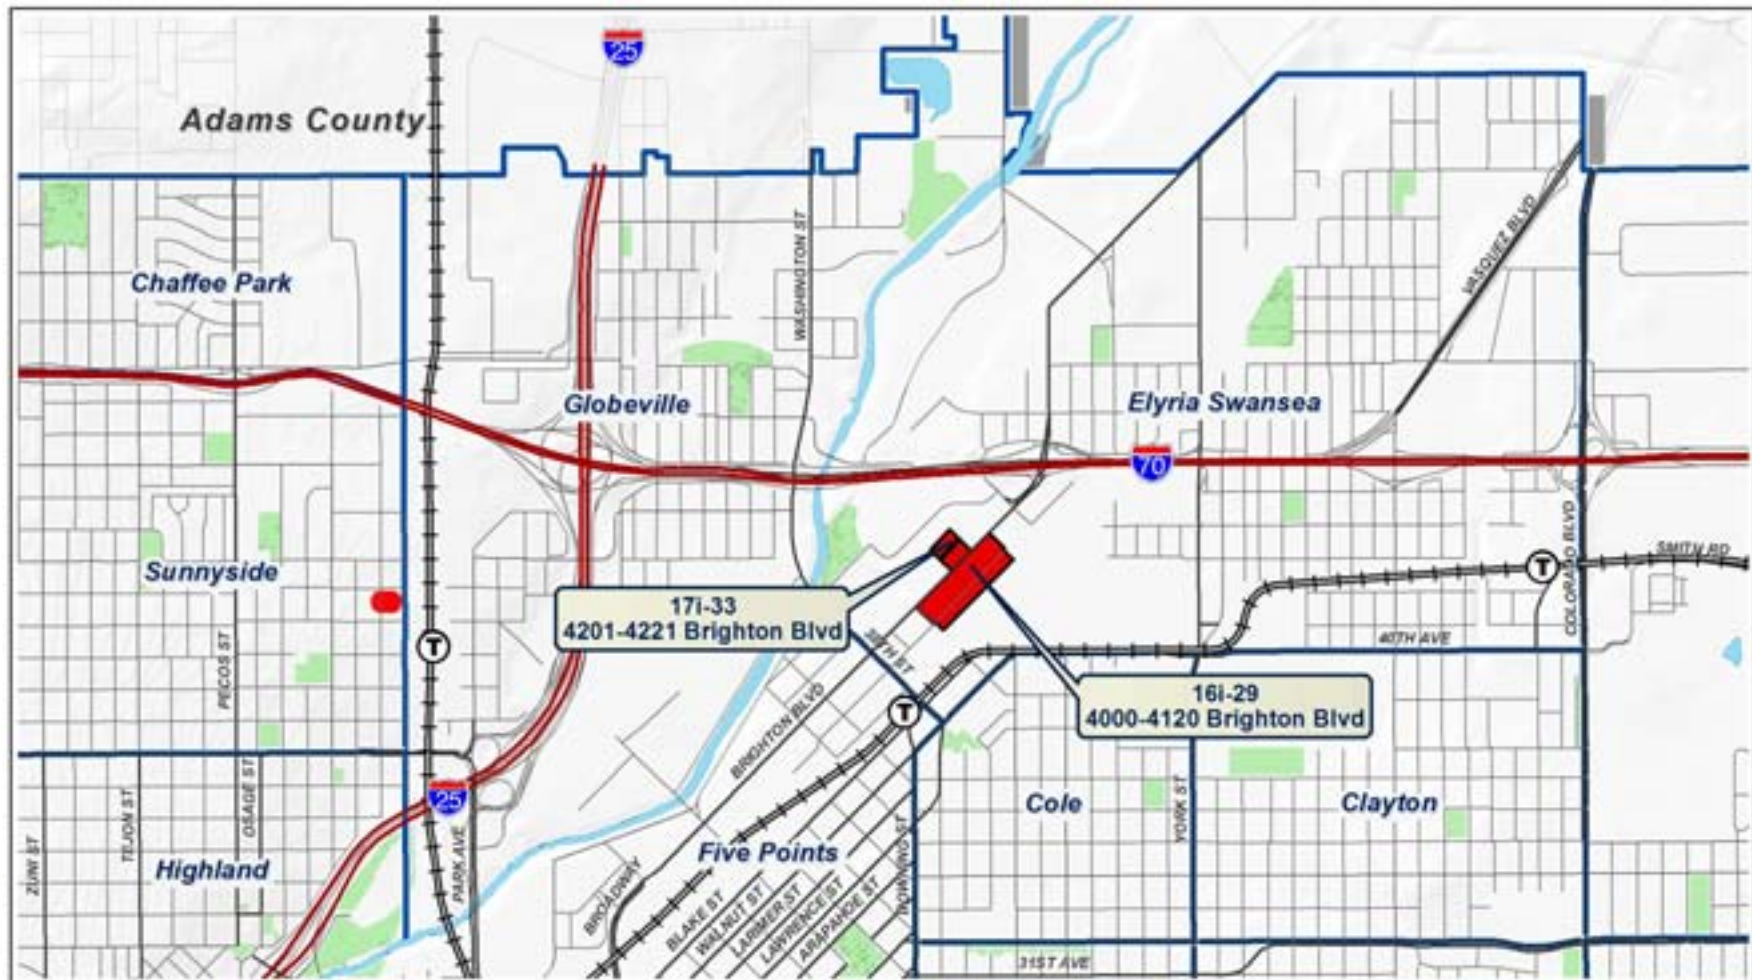 25
Adams County
Chaffee Park
WASHINGTON ST
VASQUEZ BLVD
Globeville
Elyria Swansea
70
Sunnyside
COLORADO BLVD
SMITH RD
T
17i-33
4201-4221 Brighton Blvd
38TH ST
40TH AVE
PECOS ST
T
16i-29
4000-4120 Brighton Blvd
T
BRIGHTON BLVD
25
OSAGE ST
TEJON ST
ZUNI ST
PARK AVE
Highland
Five Points
Cole
YORK ST
Clayton
BROADWAY
BLAKE ST
WALNUT ST
LARIMER ST
LAWRENCE ST
ARAPAHOE ST
DOWNING ST
31ST AVE